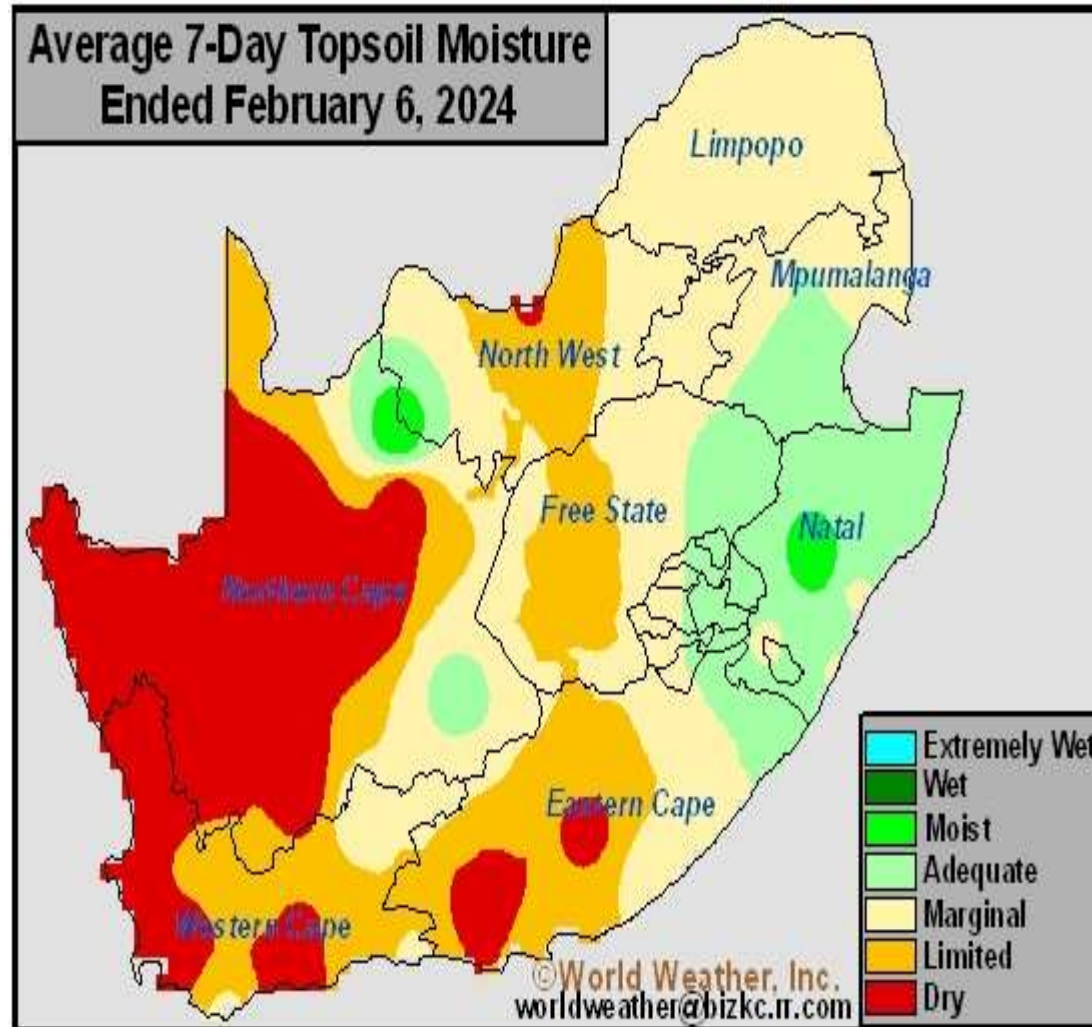 Average 7-Day Topsoil Moisture
Ended February 6, 2024
Limpopo
Mpumalanga
North West
Free State
Natal
Northern Cape
Eastern Cape
Western Cape
Extremely Wet
Wet
Moist
Adequate
Marginal
Limited
Dry
©World Weather, Inc.
worldweather@bizkc.rr.com